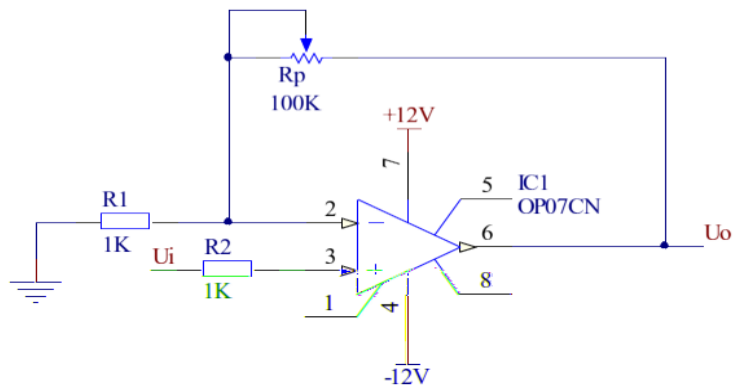 Rp
100K
+12V
7
5
IC1
OP07CN
R1
1K
2
−
6
Uo
Ui
R2
1K
3
+
1
4
8
-12V